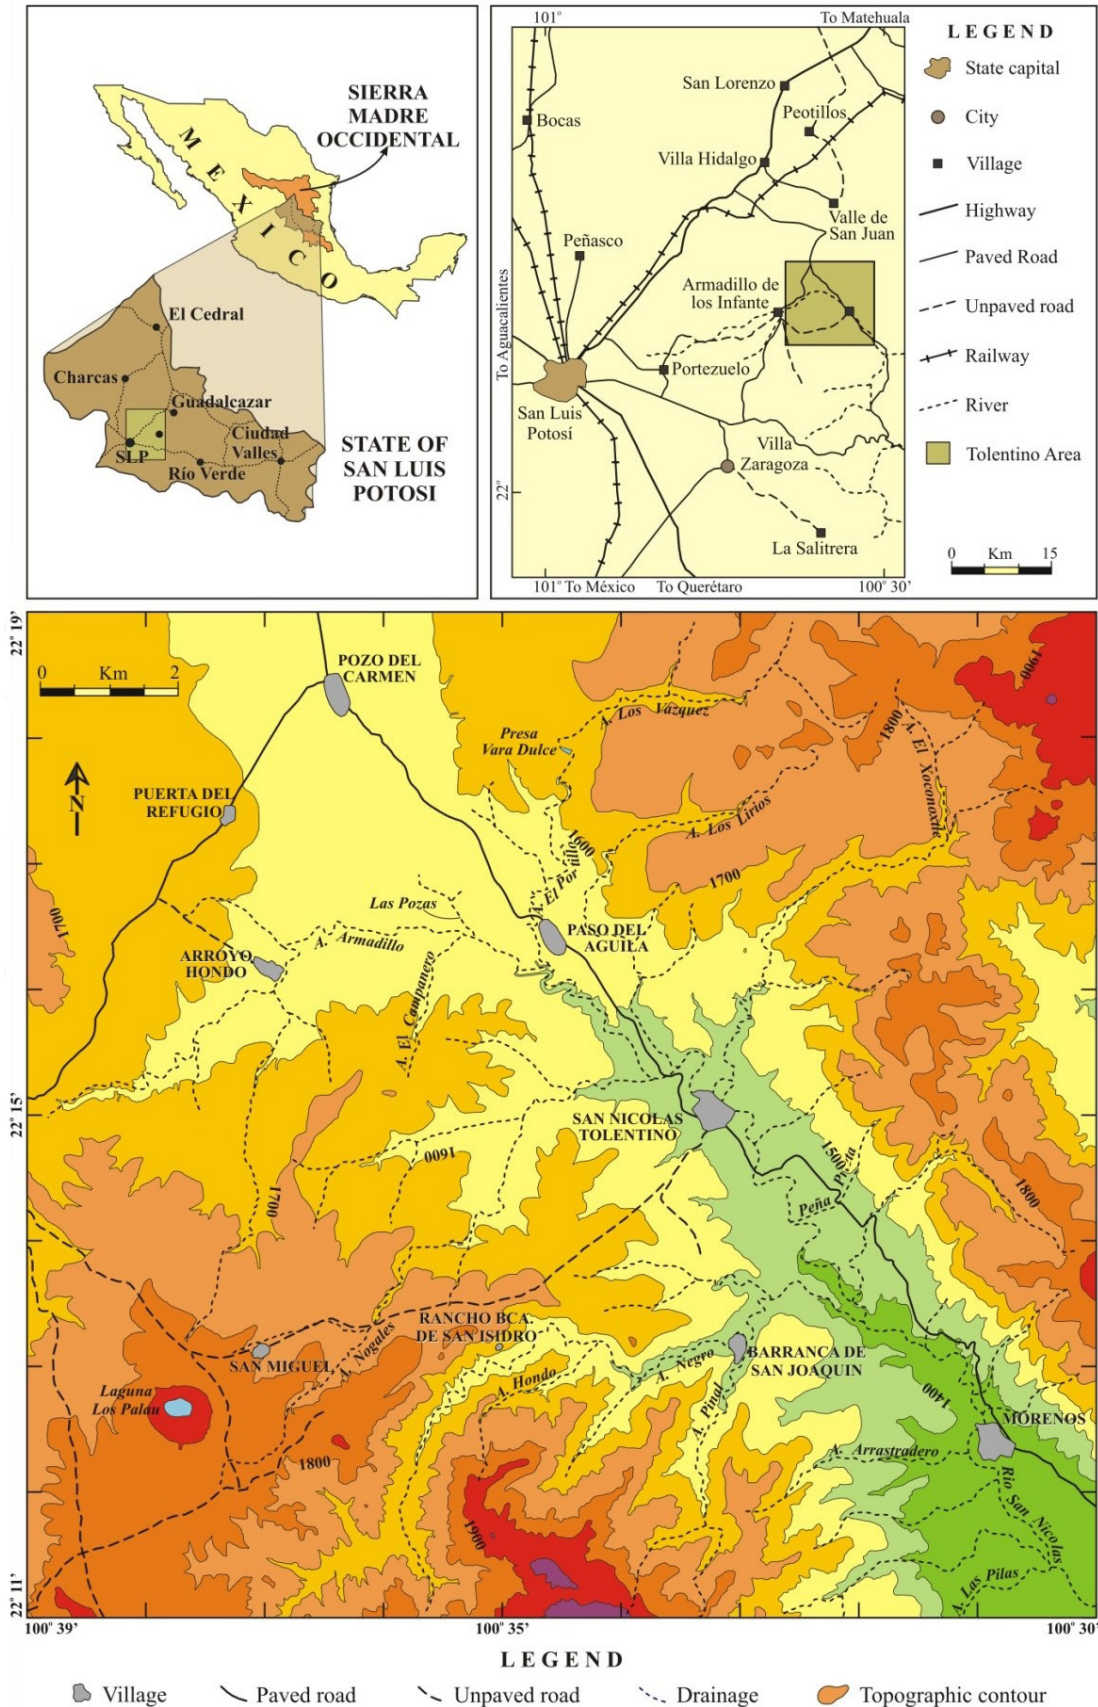 SIERRA
MADRE
OCCIDENTAL
MEXICO
El Cedral
Charcas
Guadalcazar
Ciudad
Valles
SLP
Río Verde
STATE OF
SAN LUIS
POTOSI
101°
To Matehuala
San Lorenzo
Peotillos
Bocas
Villa Hidalgo
Valle de
San Juan
Peñasco
Armadillo de
los Infante
To Aguacalientes
Portezuelo
San Luis
Potosí
Villa
Zaragoza
22°
La Salitrera
101°
To México
To Querétaro
100° 30'
LEGEND
State capital
City
Village
Highway
Paved Road
Unpaved road
Railway
River
Tolentino Area
0 Km 15
22° 19'
0 Km 2
POZO DEL
CARMEN
1900
A. Los Vázquez
1800
A. El Xoconoxtle
Presa
Vara Dulce
N
PUERTA DEL
REFUGIO
A. Los Lirios
1600
A. El Portillo
1700
Las Pozas
1700
A. Armadillo
PASO DEL
AGUILA
ARROYO
HONDO
A. El Campanero
22° 15'
SAN NICOLAS
TOLENTINO
1600
1500
Peña Prieta
1700
1800
RANCHO BCA.
DE SAN ISIDRO
A. Nogales
SAN MIGUEL
BARRANCA DE
SAN JOAQUIN
A. Negro
A. Hondo
Laguna
Los Palau
A. Pinal
1400
MORENOS
A. Arrastradero
1800
Río San Nicolas
1900
A. Las Pilas
22° 11'
100° 39'
100° 35'
100° 30'
LEGEND
Village
Paved road
Unpaved road
Drainage
Topographic contour